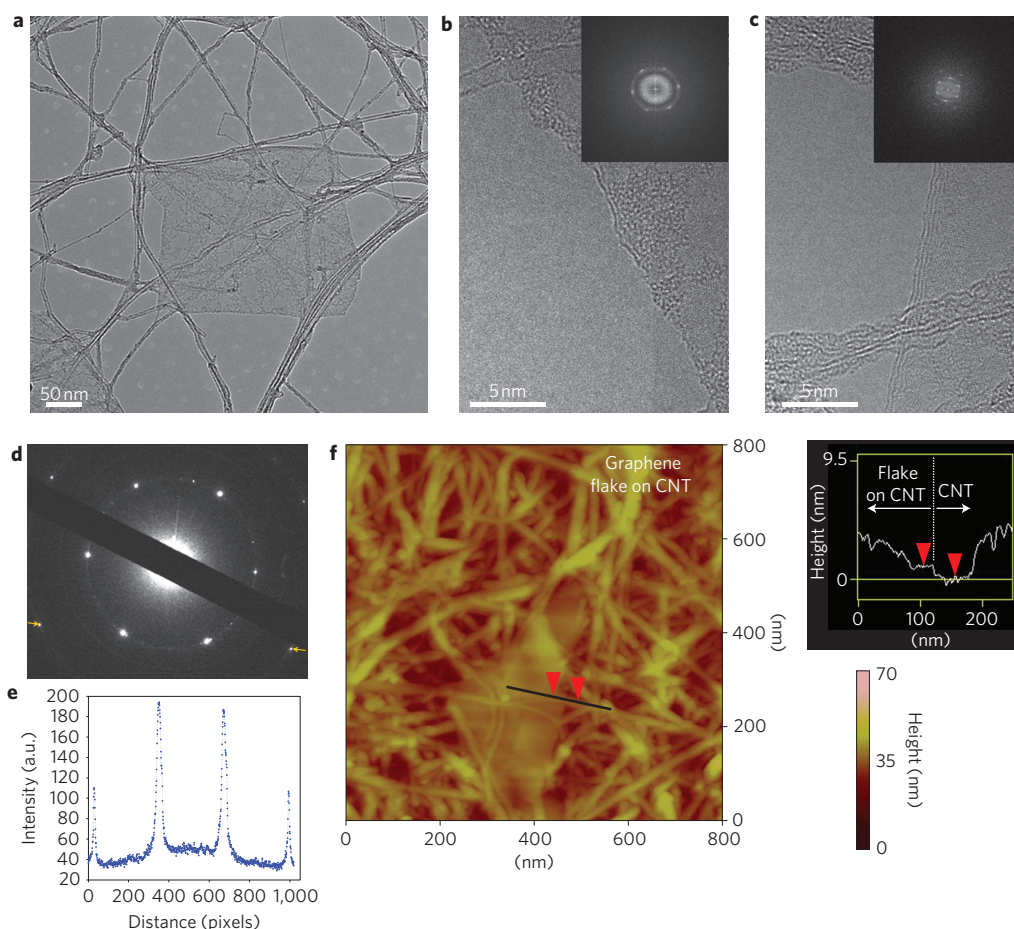 a
50 nm
b
5 nm
c
5 nm
d
e
200
180
160
140
120
100
80
60
40
20
Intensity (a.u.)
0 200 400 600 800 1,000
Distance (pixels)
f
Graphene
flake on CNT
800
600
400
200
0
(nm)
0 200 400 600 800
(nm)
9.5
0
Height (nm)
Flake
on CNT
CNT
0 100 200
(nm)
70
35
0
Height (nm)